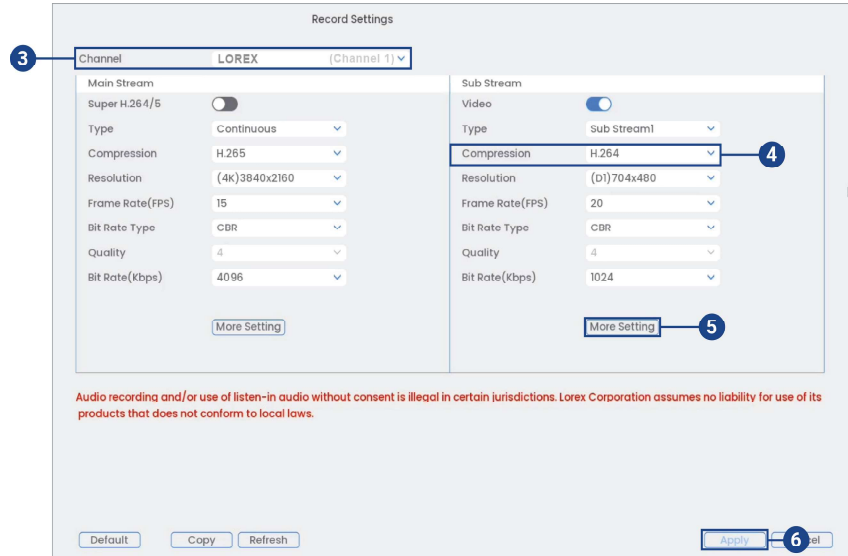 Record Settings
3
Channel LOREX (Channel 1)
Main Stream
Super H.264/5
Type Continuous
Compression H.265
Resolution (4K)3840x2160
Frame Rate(FPS) 15
Bit Rate Type CBR
Quality 4
Bit Rate(Kbps) 4096
More Setting
Sub Stream
Video
Type Sub Stream1
Compression H.264
4
Resolution (D1)704x480
Frame Rate(FPS) 20
Bit Rate Type CBR
Quality 4
Bit Rate(Kbps) 1024
More Setting
5
Audio recording and/or use of listen-in audio without consent is illegal in certain jurisdictions. Lorex Corporation assumes no liability for use of its
products that does not conform to local laws.
Default Copy Refresh Apply
6